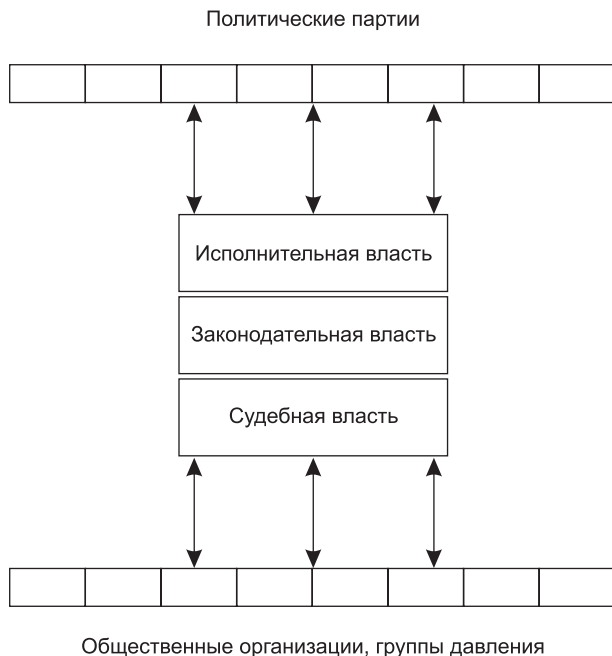 Политические партии
Исполнительная власть
Законодательная власть
Судебная власть
Общественные организации, группы давления